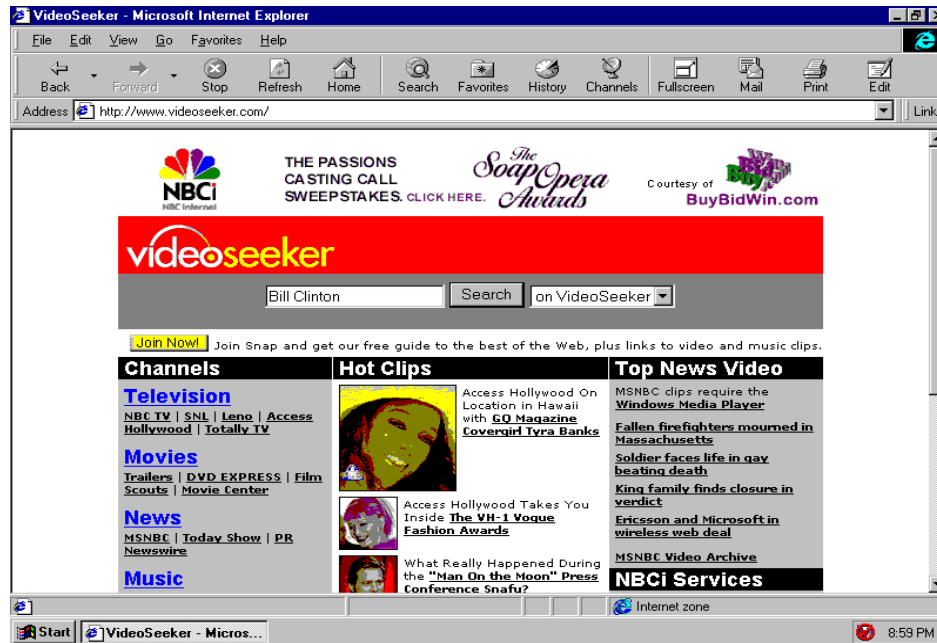 VideoSeeker - Microsoft Internet Explorer
File Edit View Go Favorites Help
Back Forward Stop Refresh Home Search Favorites History Channels Fullscreen Mail Print Edit
Address http://www.videoseeker.com/ Link
NBCi
NBC Internet
THE PASSIONS
CASTING CALL
SWEEPSTAKES. CLICK HERE.
The
Soap Opera
Awards
Courtesy of
Buy Bid Win
BuyBidWin.com
videoseeker
Bill Clinton Search on VideoSeeker
Join Now! Join Snap and get our free guide to the best of the Web, plus links to video and music clips.
Channels
Television
NBC TV | SNL | Leno | Access
Hollywood | Totally TV
Movies
Trailers | DVD EXPRESS | Film
Scouts | Movie Center
News
MSNBC | Today Show | PR
Newswire
Music
Hot Clips
Access Hollywood On
Location in Hawaii
with GQ Magazine
Covergirl Tyra Banks
Access Hollywood Takes You
Inside The VH-1 Vogue
Fashion Awards
What Really Happened During
the "Man On the Moon" Press
Conference Snafu?
Top News Video
MSNBC clips require the
Windows Media Player
Fallen firefighters mourned in
Massachusetts
Soldier faces life in gay
beating death
King family finds closure in
verdict
Ericsson and Microsoft in
wireless web deal
MSNBC Video Archive
NBCi Services
Internet zone
Start VideoSeeker - Micros... 8:59 PM